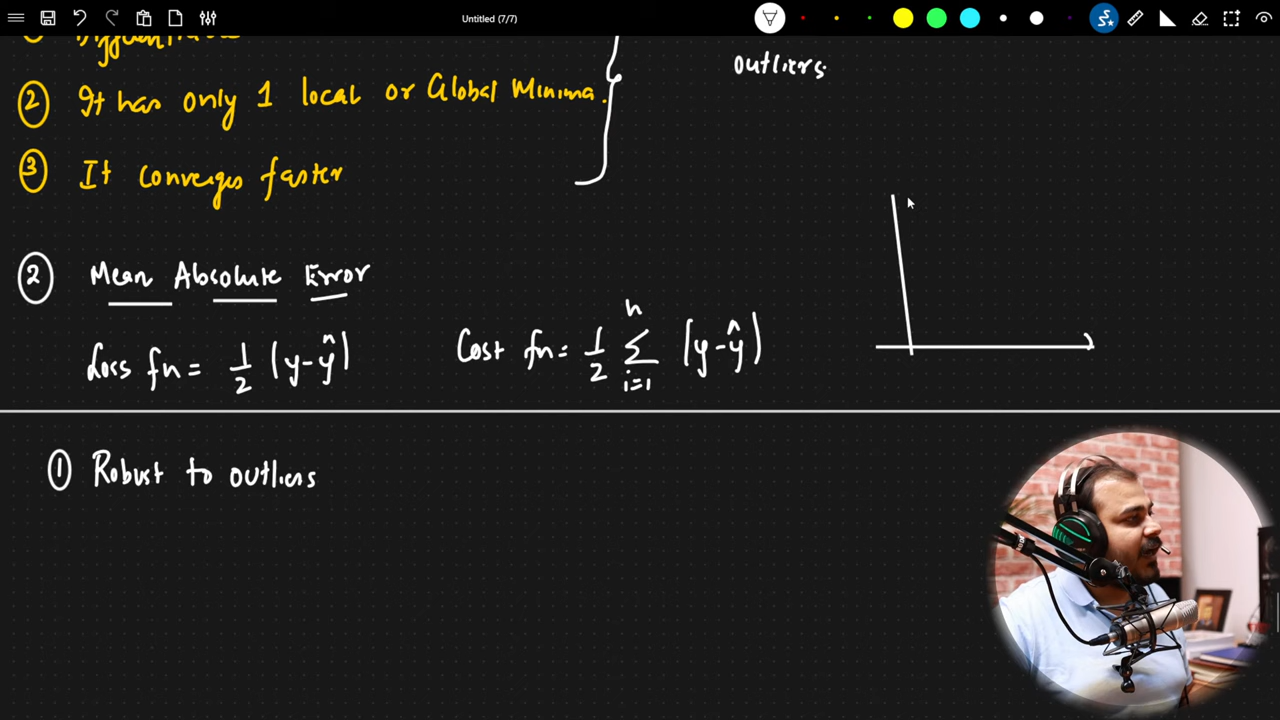 Untitled (7/7)
outliers.
② It has only 1 local or Global Minima.
③ It converges faster
② Mean Absolute Error
Loss fn = 1/2 |y-ŷ|
Cost fn = 1/2 n Σ i=1 |y-ŷ|
① Robust to outliers